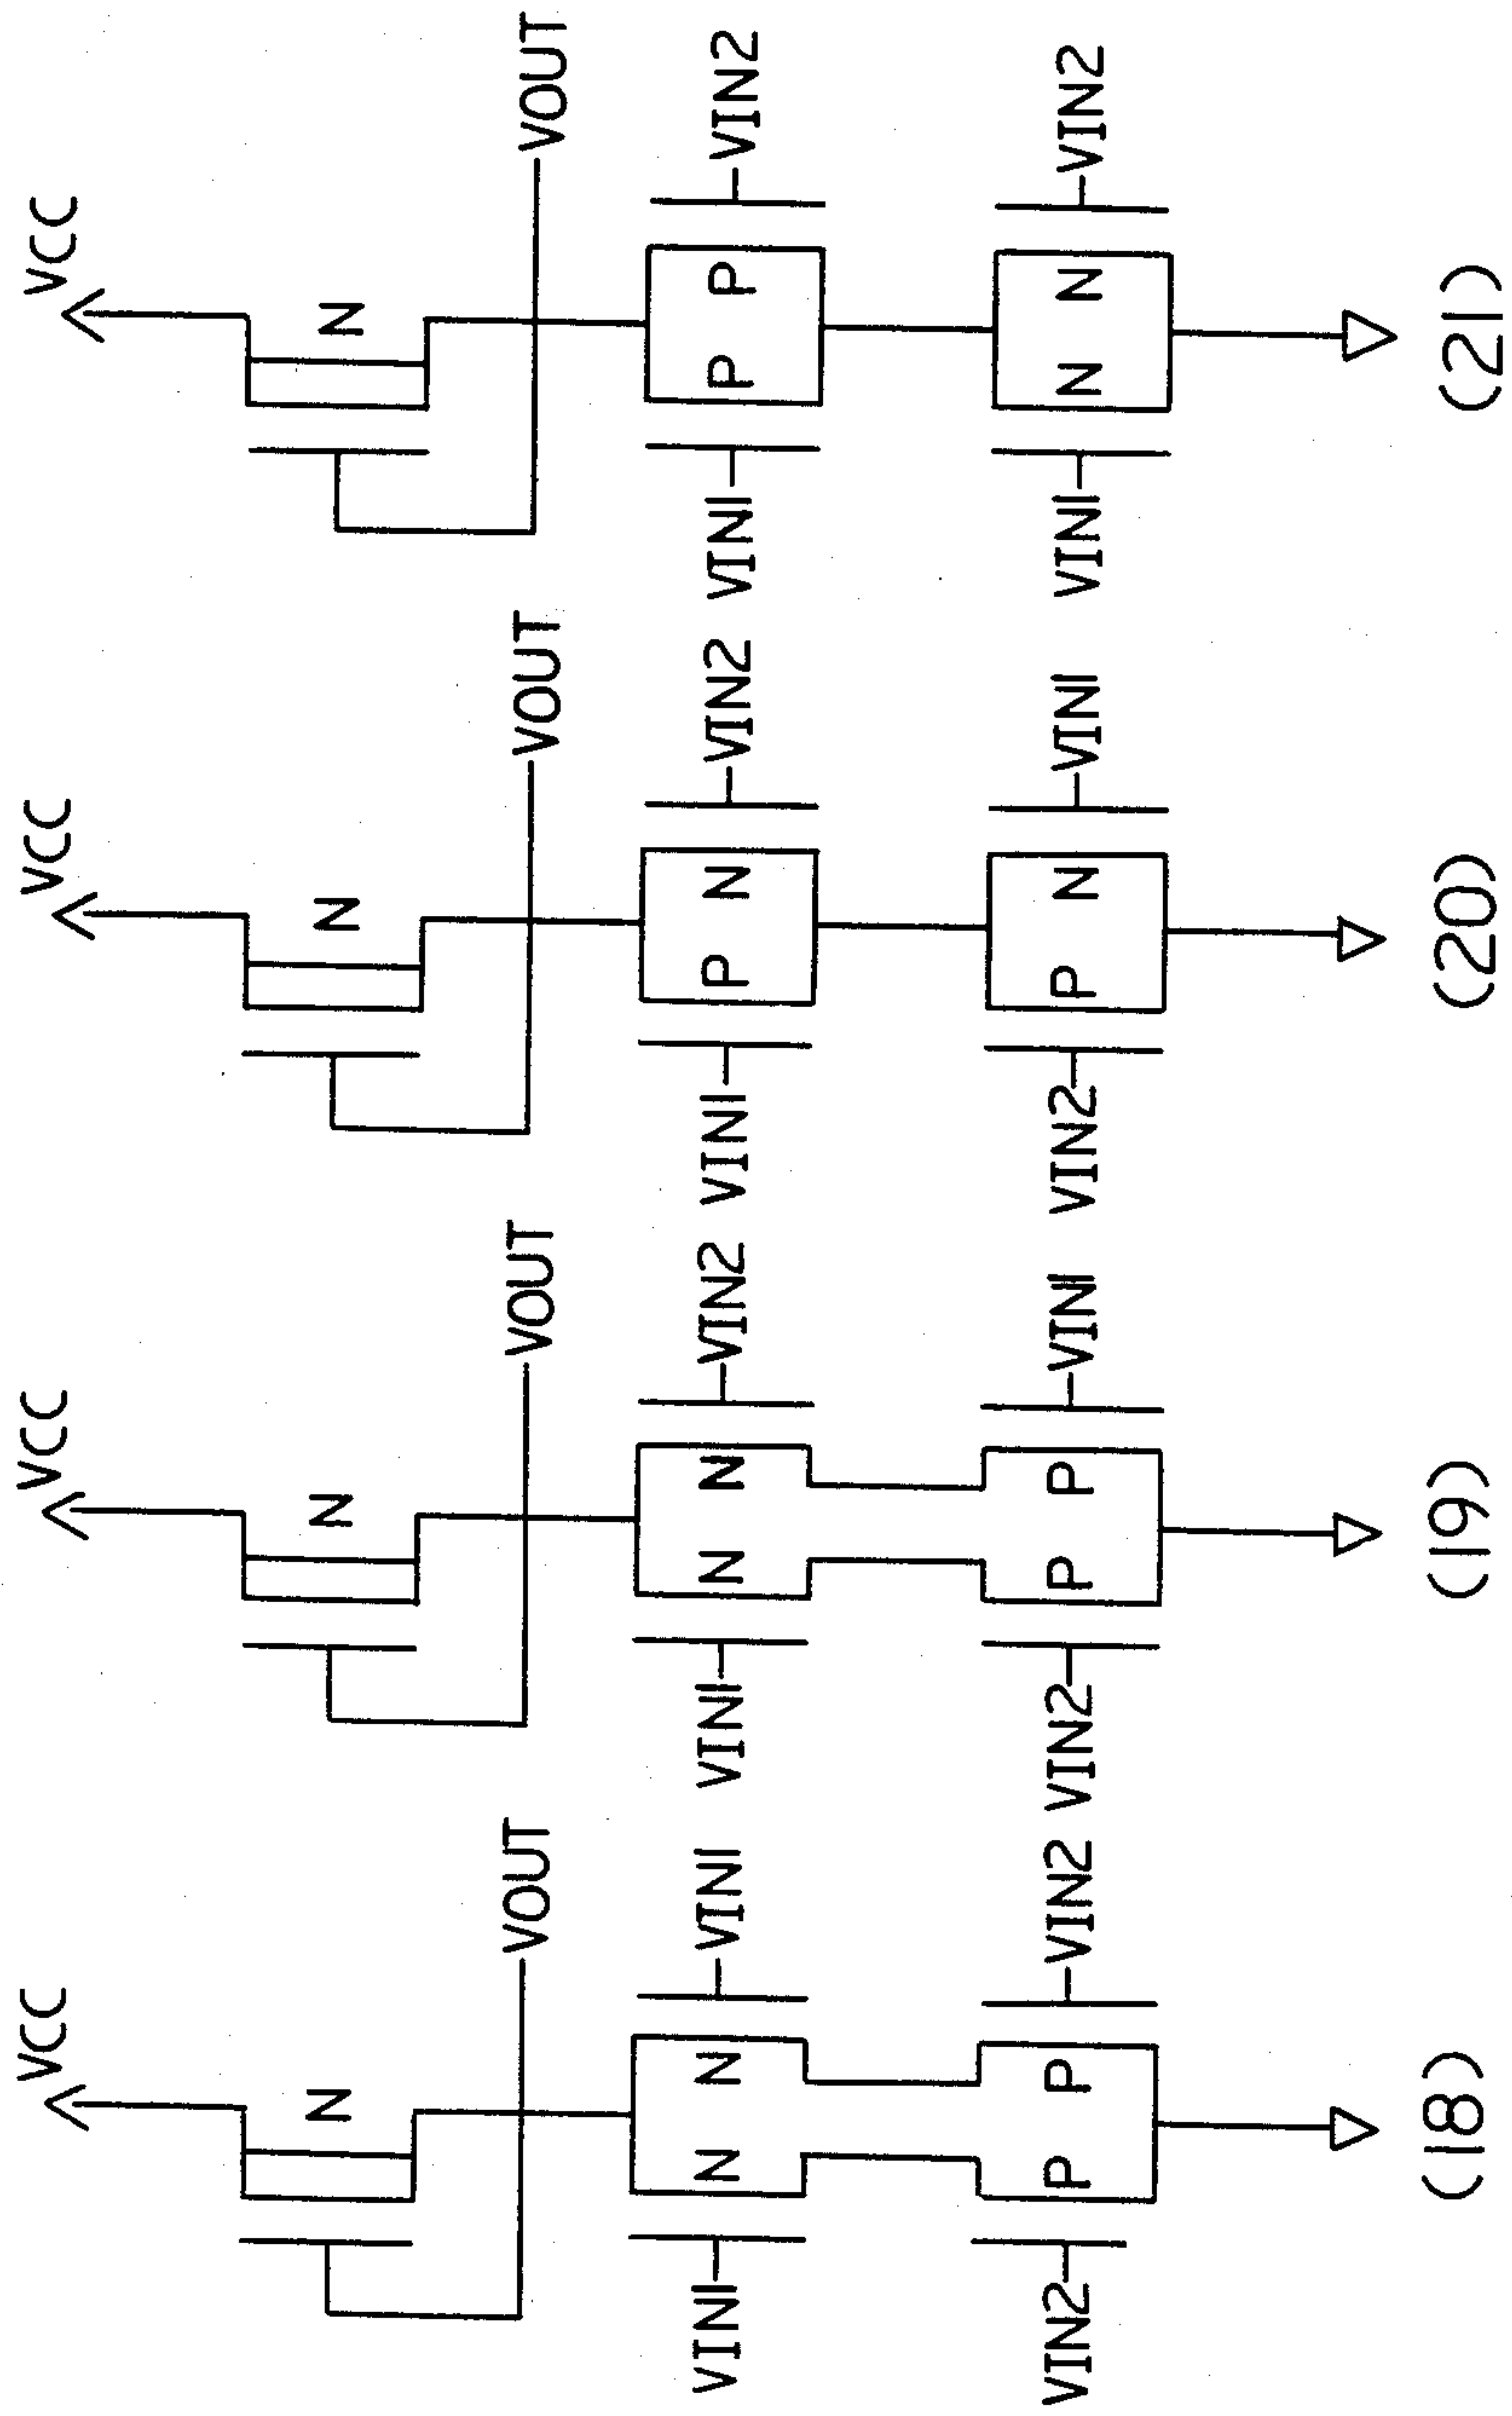 VCC
N
VOUT
VIN1 N N VIN1
VIN2 P P VIN2
(18)
VCC
N
VOUT
VIN1 N N VIN2
VIN2 P P VIN1
(19)
VCC
N
VOUT
VIN1 P N VIN2
VIN2 P N VIN1
(20)
VCC
N
VOUT
VIN1 P P VIN2
VIN1 N N VIN2
(21)